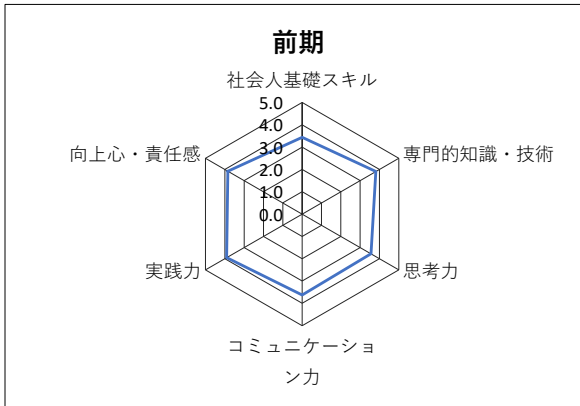 前期
社会人基礎スキル
5.0
4.0
3.0
2.0
1.0
0.0
専門的知識・技術
思考力
コミュニケーショ
ン力
実践力
向上心・責任感